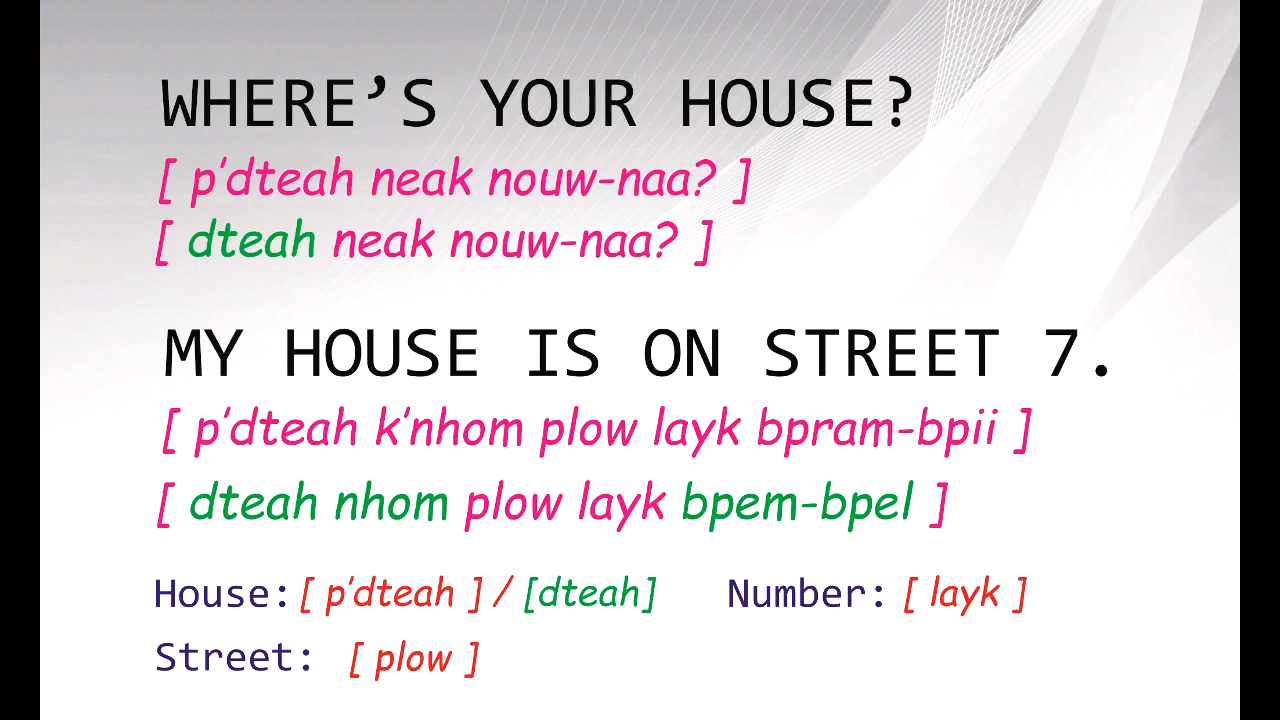 WHERE’S YOUR HOUSE?
[ p’dteah neak nouw-naa? ]
[ dteah neak nouw-naa? ]
MY HOUSE IS ON STREET 7.
[ p’dteah k’nhom plow layk bpram-bpii ]
[ dteah nhom plow layk bpem-bpel ]
House: [ p’dteah ] / [dteah] Number: [ layk ]
Street: [ plow ]